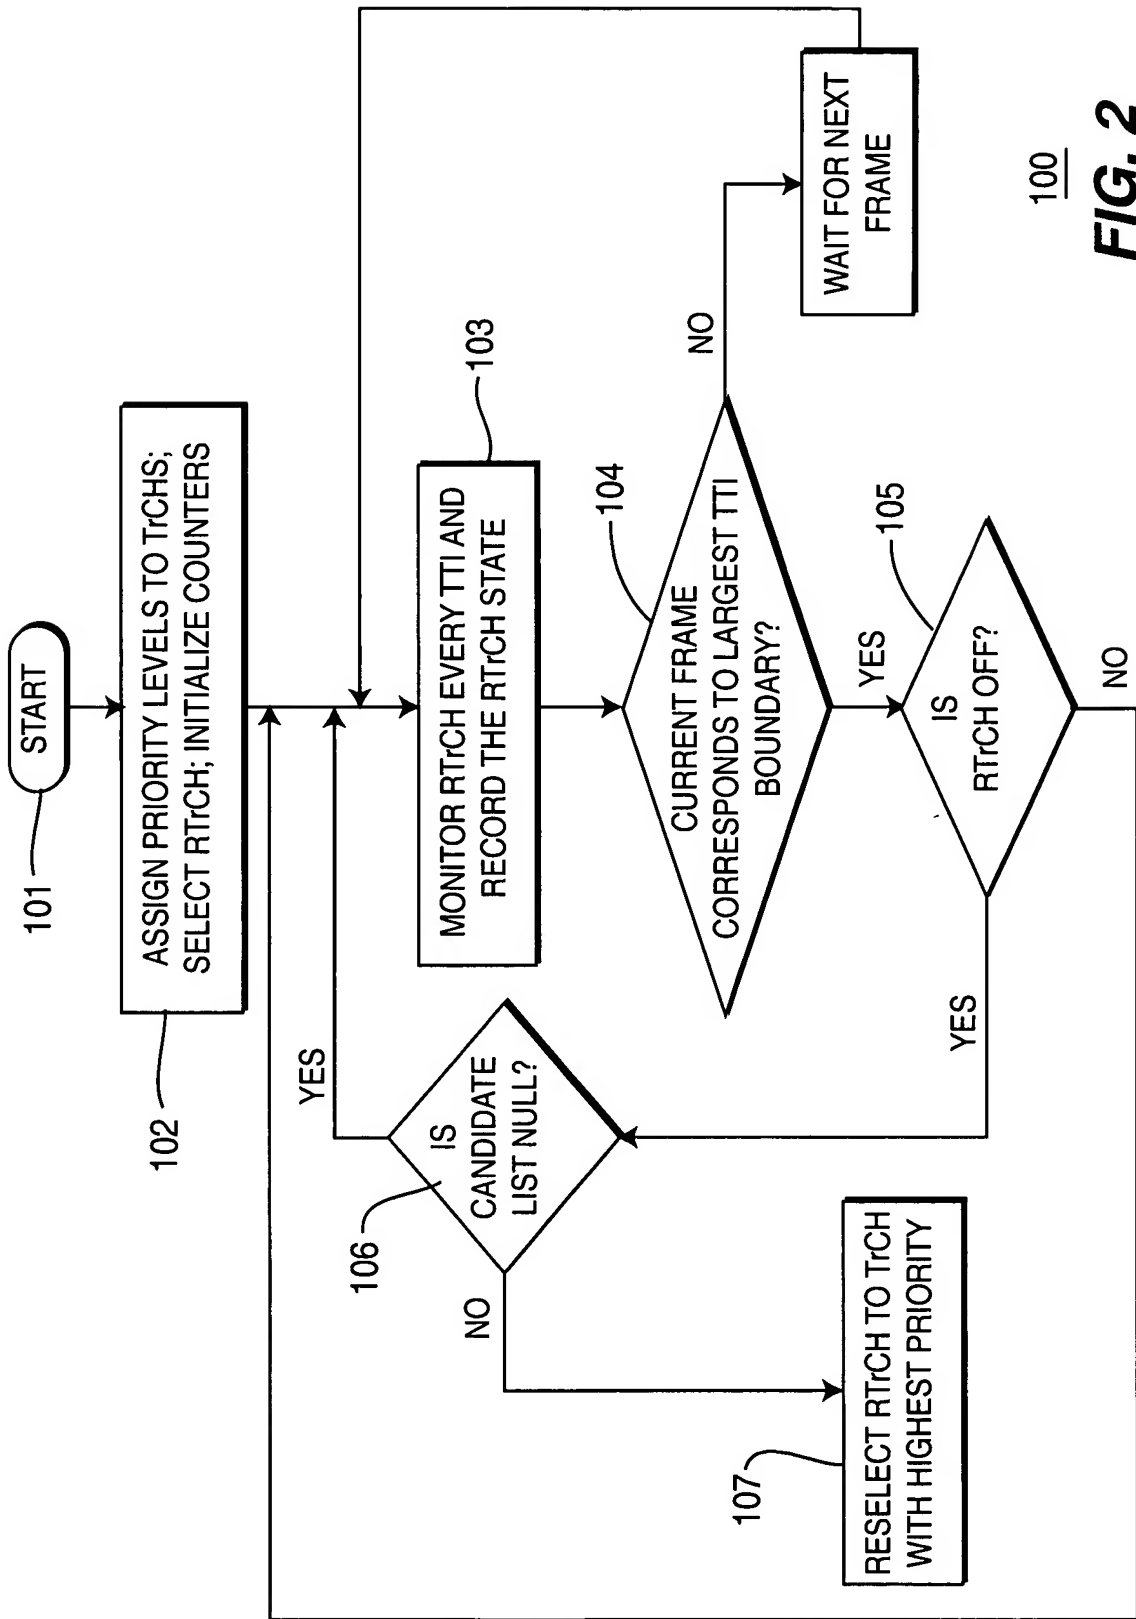 START
101
ASSIGN PRIORITY LEVELS TO TrCHS;
SELECT RTrCH; INITIALIZE COUNTERS
102
MONITOR RTrCH EVERY TTI AND
RECORD THE RTrCH STATE
103
CURRENT FRAME
CORRESPONDS TO LARGEST TTI
BOUNDARY?
104
NO
WAIT FOR NEXT
FRAME
YES
IS
RTrCH OFF?
105
NO
YES
IS
CANDIDATE
LIST NULL?
106
YES
NO
RESELECT RTrCH TO TrCH
WITH HIGHEST PRIORITY
107
100
FIG. 2